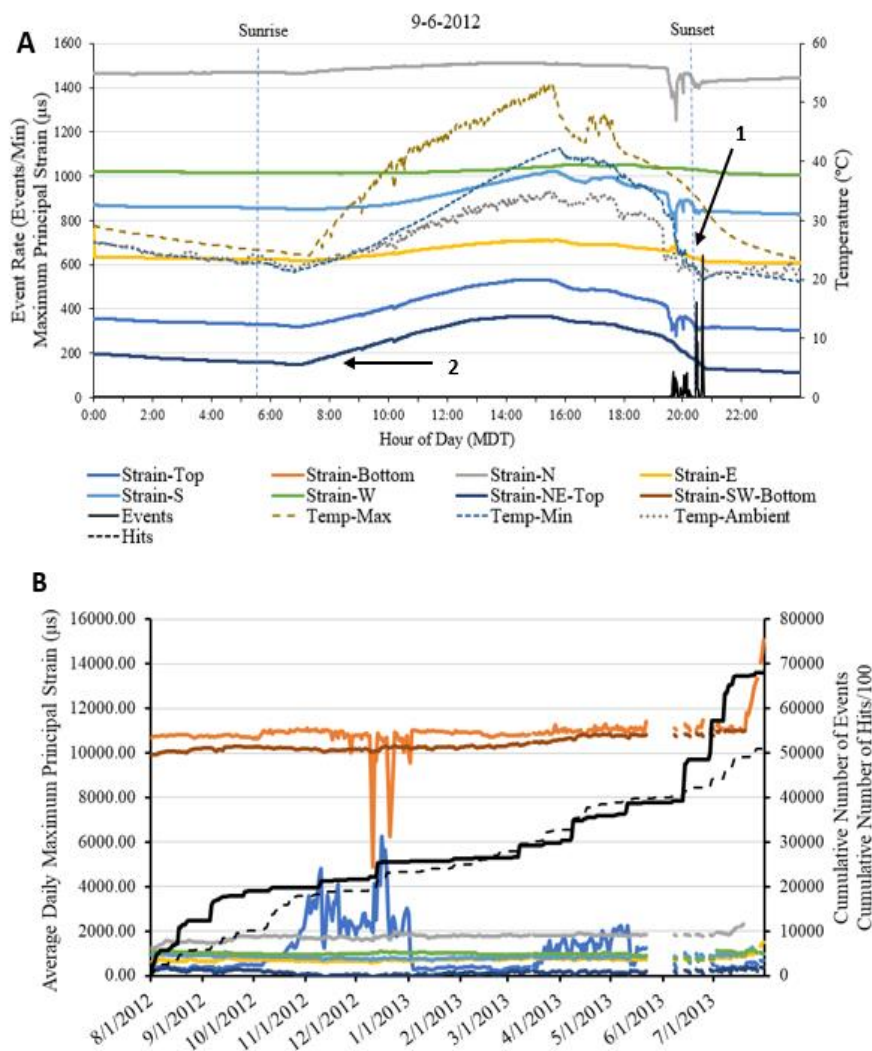 A
9-6-2012
Sunrise
Sunset
Event Rate (Events/Min)
Maximum Principal Strain (µs)
1600
1400
1200
1000
800
600
400
200
0
60
50
40
30
20
10
0
Temperature (°C)
1
2
0:00 2:00 4:00 6:00 8:00 10:00 12:00 14:00 16:00 18:00 20:00 22:00
Hour of Day (MDT)
Strain-Top Strain-Bottom Strain-N Strain-E
Strain-S Strain-W Strain-NE-Top Strain-SW-Bottom
Events Temp-Max Temp-Min Temp-Ambient
Hits
B
Average Daily Maximum Principal Strain (µs)
16000.00
14000.00
12000.00
10000.00
8000.00
6000.00
4000.00
2000.00
0.00
80000
70000
60000
50000
40000
30000
20000
10000
0
Cumulative Number of Events
Cumulative Number of Hits/100
8/1/2012 9/1/2012 10/1/2012 11/1/2012 12/1/2012 1/1/2013 2/1/2013 3/1/2013 4/1/2013 5/1/2013 6/1/2013 7/1/2013